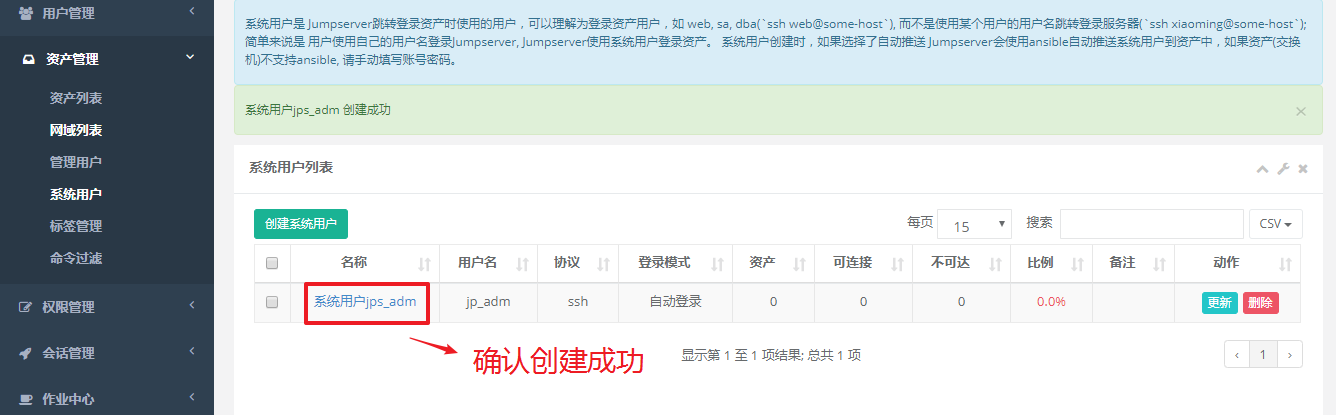 用户管理
资产管理
资产列表
网域列表
管理用户
系统用户
标签管理
命令过滤
权限管理
会话管理
作业中心
系统用户是 Jumpserver跳转登录资产时使用的用户，可以理解为登录资产用户，如 web, sa, dba(`ssh web@some-host`), 而不是使用某个用户的用户名跳转登录服务器(`ssh xiaoming@some-host`);
简单来说是 用户使用自己的用户名登录Jumpserver, Jumpserver使用系统用户登录资产。 系统用户创建时，如果选择了自动推送 Jumpserver会使用ansible自动推送系统用户到资产中，如果资产(交换
机)不支持ansible, 请手动填写账号密码。
系统用户jps_adm 创建成功 ×
系统用户列表
创建系统用户 每页 15 搜索 CSV
名称 用户名 协议 登录模式 资产 可连接 不可达 比例 备注 动作
系统用户jps_adm jp_adm ssh 自动登录 0 0 0 0.0% 更新 删除
确认创建成功
显示第 1 至 1 项结果; 总共 1 项 ‹ 1 ›